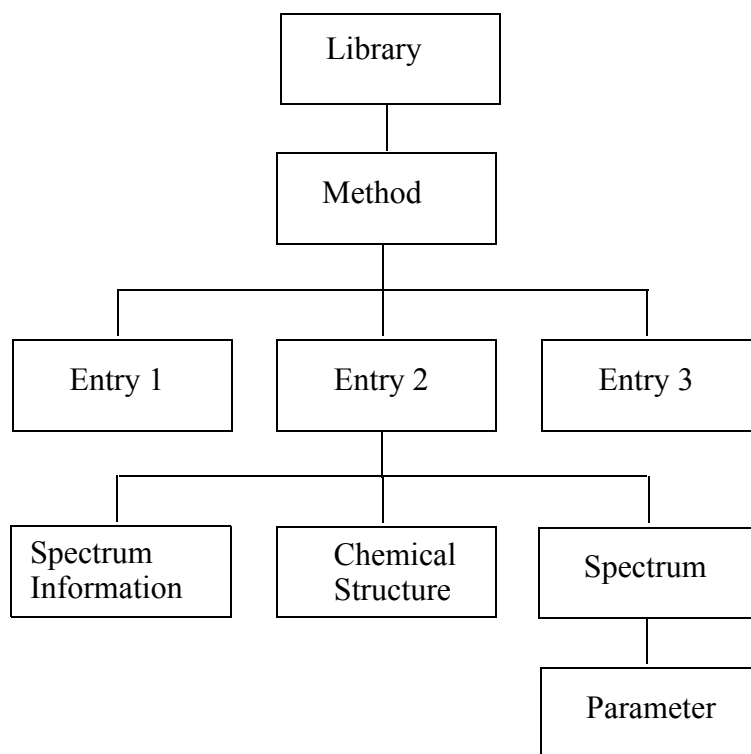 Library
Method
Entry 1
Entry 2
Entry 3
Spectrum
Information
Chemical
Structure
Spectrum
Parameter